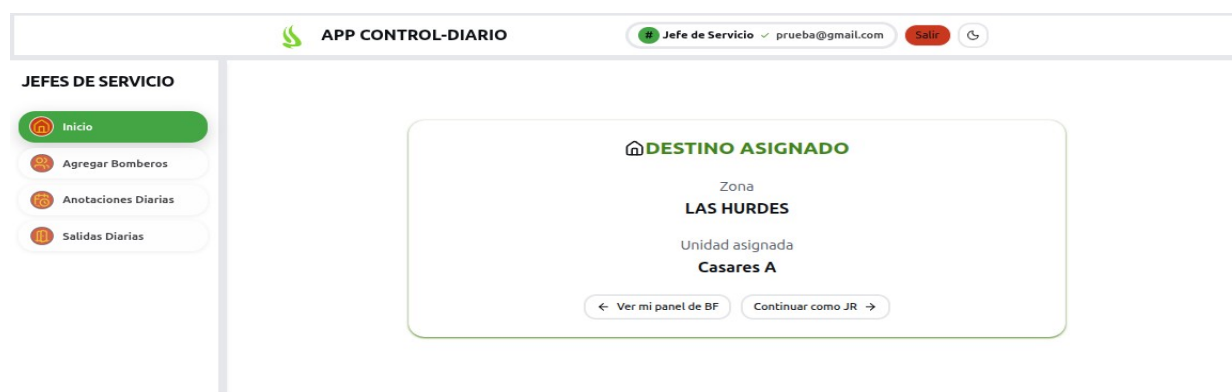 APP CONTROL-DIARIO
# Jefe de Servicio prueba@gmail.com
Salir
JEFES DE SERVICIO
Inicio
Agregar Bomberos
Anotaciones Diarias
Salidas Diarias
DESTINO ASIGNADO
Zona
LAS HURDES
Unidad asignada
Casares A
← Ver mi panel de BF
Continuar como JR →